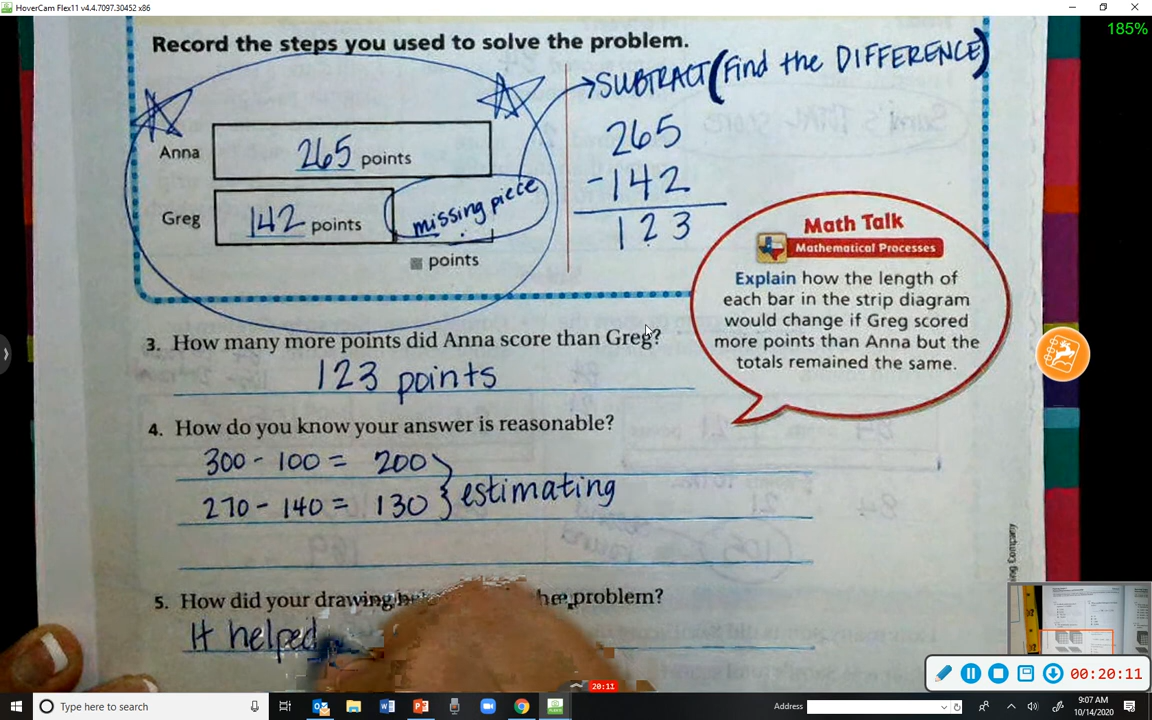 HoverCam Flex11 v4.4.7097.30452 x86
185%
Record the steps you used to solve the problem.
→SUBTRACT (Find the DIFFERENCE)
Anna 265 points
Greg 142 points missing piece
points
265
-142
123
Math Talk
Mathematical Processes
Explain how the length of
each bar in the strip diagram
would change if Greg scored
more points than Anna but the
totals remained the same.
3. How many more points did Anna score than Greg?
123 points
4. How do you know your answer is reasonable?
300 - 100 = 200
270 - 140 = 130 } estimating
5. How did your drawing problem?
It helped
00:20:11
20:11
Type here to search
Address
9:07 AM
10/14/2020